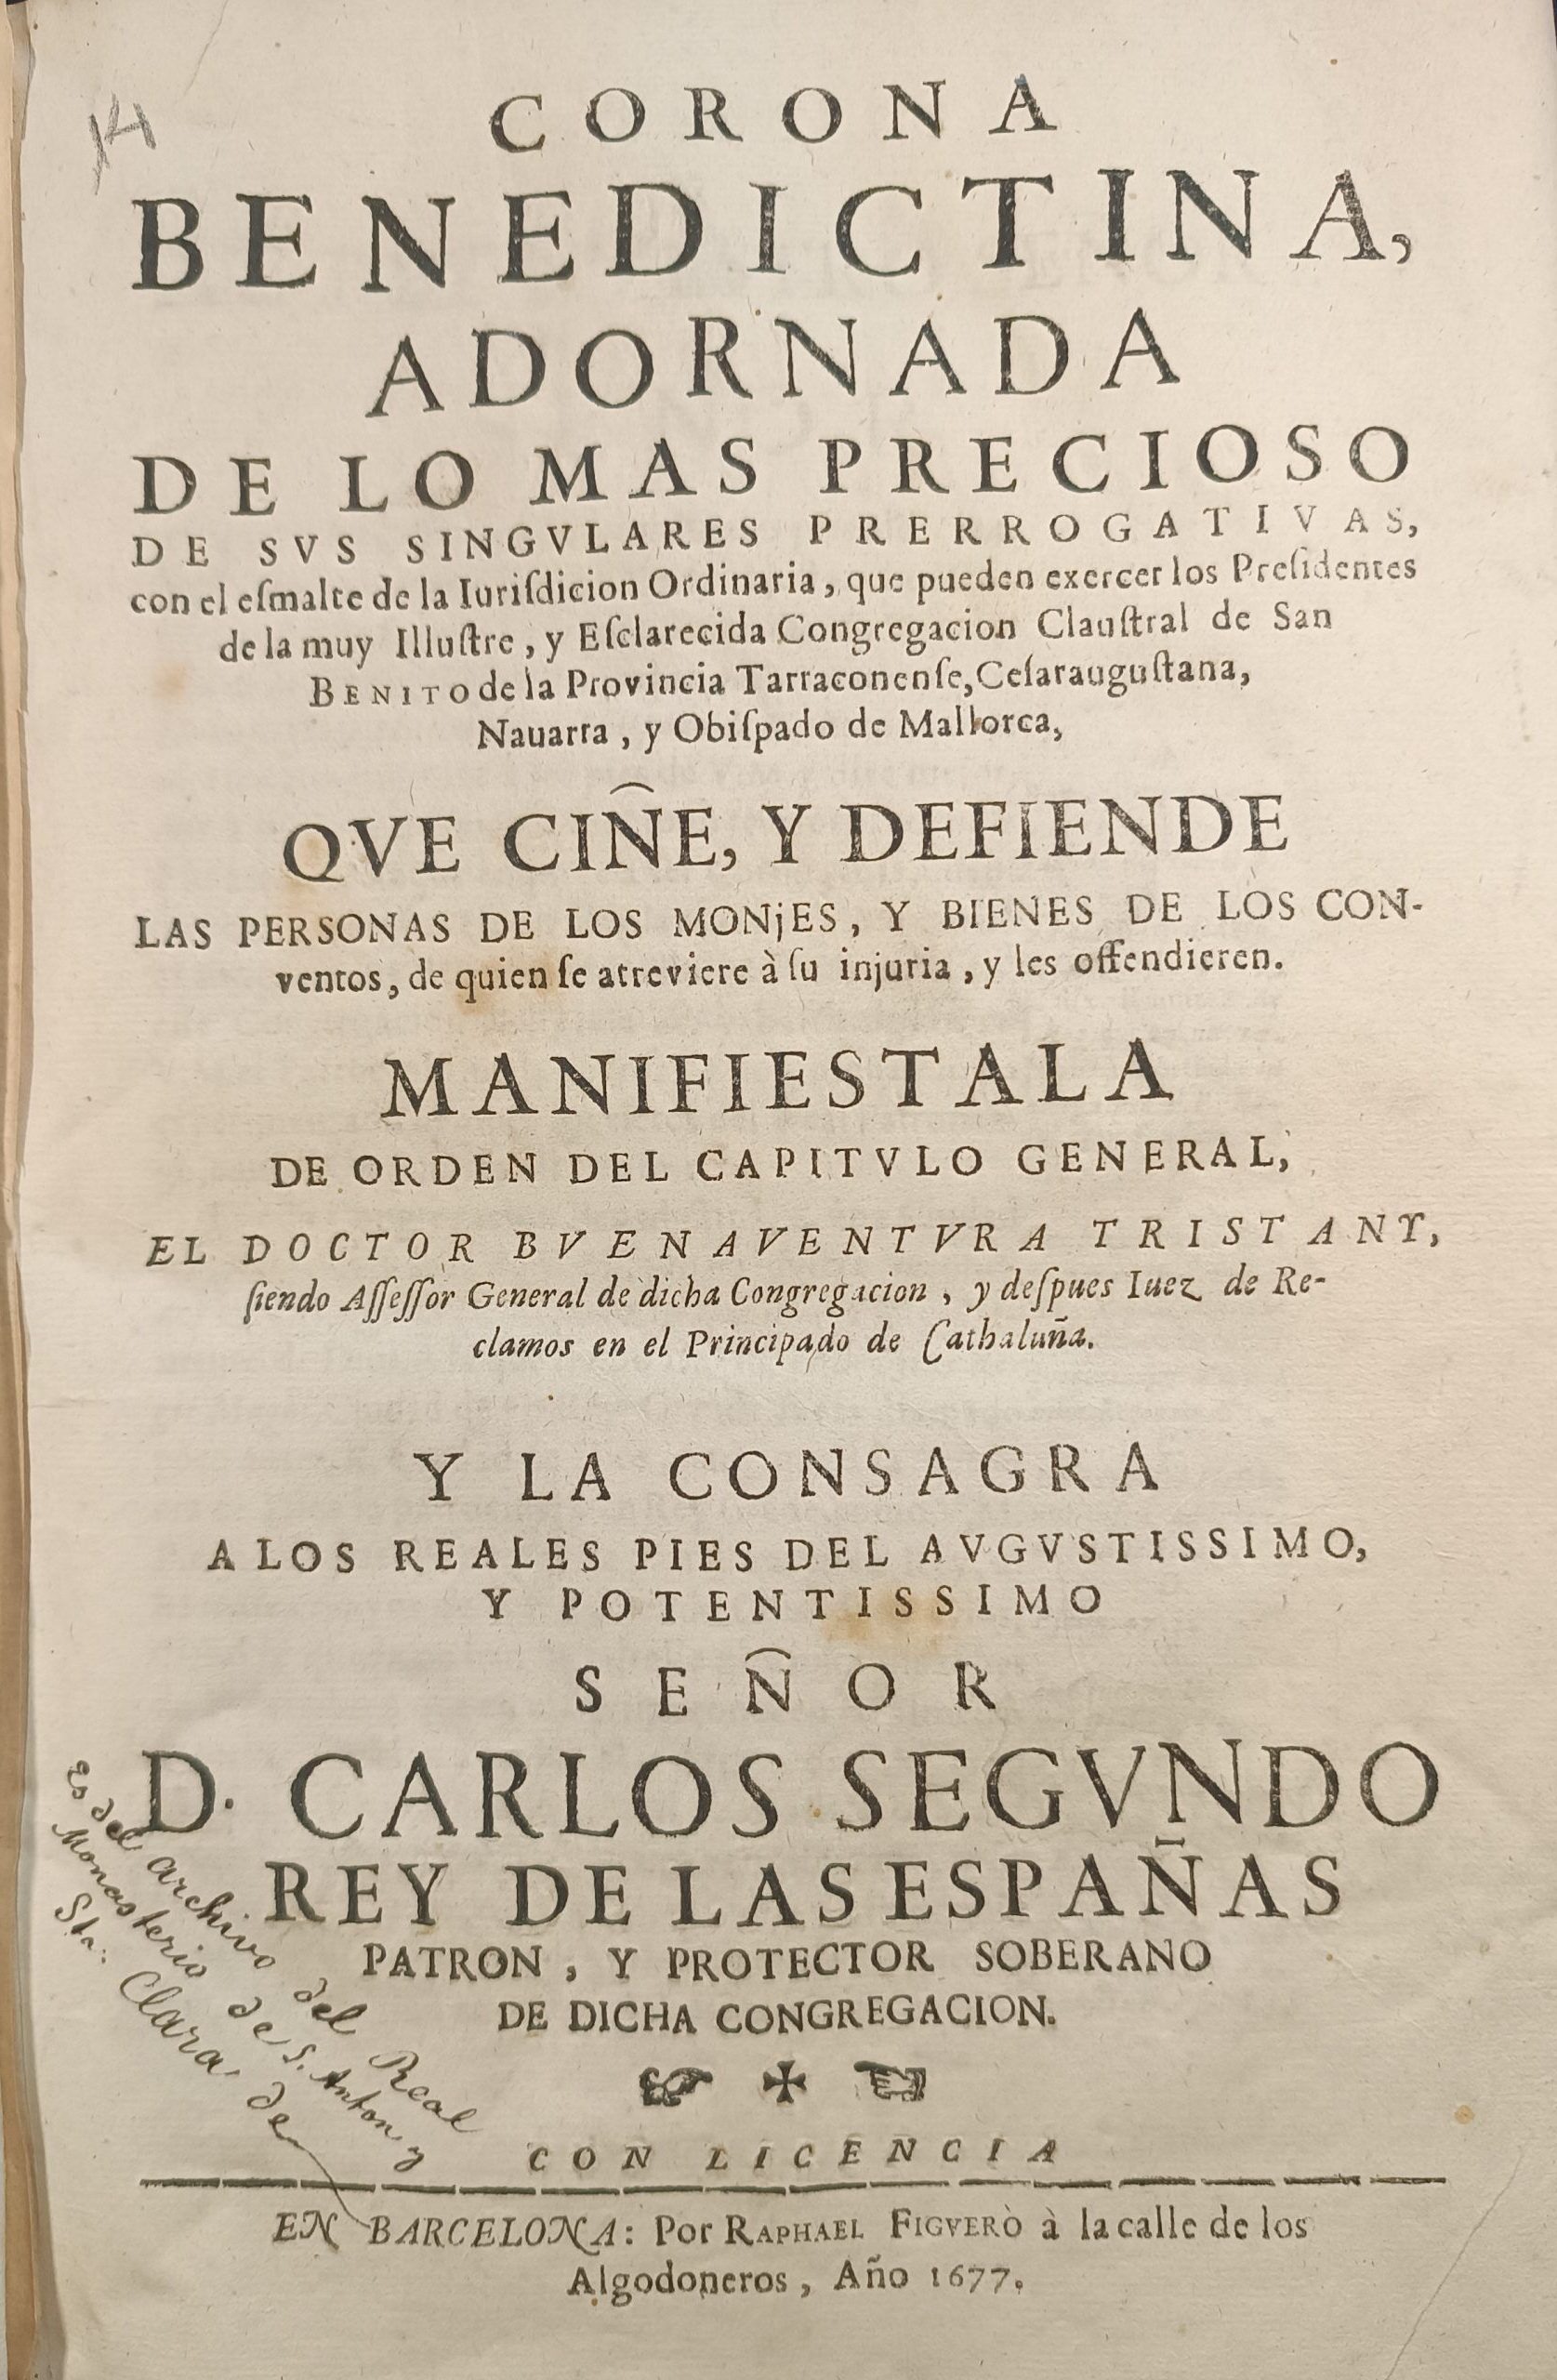 14
CORONA
BENEDICTINA,
ADORNADA
DE LO MAS PRECIOSO
DE SVS SINGVLARES PRERROGATIVAS,
con el eſmalte de la Iuriſdicion Ordinaria, que pueden exercer los Preſidentes
de la muy Illuſtre, y Eſclarecida Congregacion Clauſtral de San
BENITO de la Provincia Tarraconenſe, Ceſarauguſtana,
Nauarra, y Obiſpado de Mallorca,
QVE CIÑE, Y DEFIENDE
LAS PERSONAS DE LOS MONjES, Y BIENES DE LOS CON-
ventos, de quien ſe atreviere à ſu injuria, y les offendieren.
MANIFIESTALA
DE ORDEN DEL CAPITVLO GENERAL,
EL DOCTOR BVENAVENTVRA TRISTANY,
ſiendo Aſſeſſor General de dicha Congregacion, y deſpues Iuez de Re-
clamos en el Principado de Cathaluña.
Y LA CONSAGRA
A LOS REALES PIES DEL AVGVSTISSIMO,
Y POTENTISSIMO
SEÑOR
D. CARLOS SEGVNDO
REY DE LAS ESPAÑAS
PATRON, Y PROTECTOR SOBERANO
DE DICHA CONGREGACION.
CON LICENCIA
EN BARCELONA: Por RAPHAEL FIGVERÒ à la calle de los
Algodoneros, Año 1677.
es del archivo del Real
Monasterio de S. Anton y
Sta: Clara de